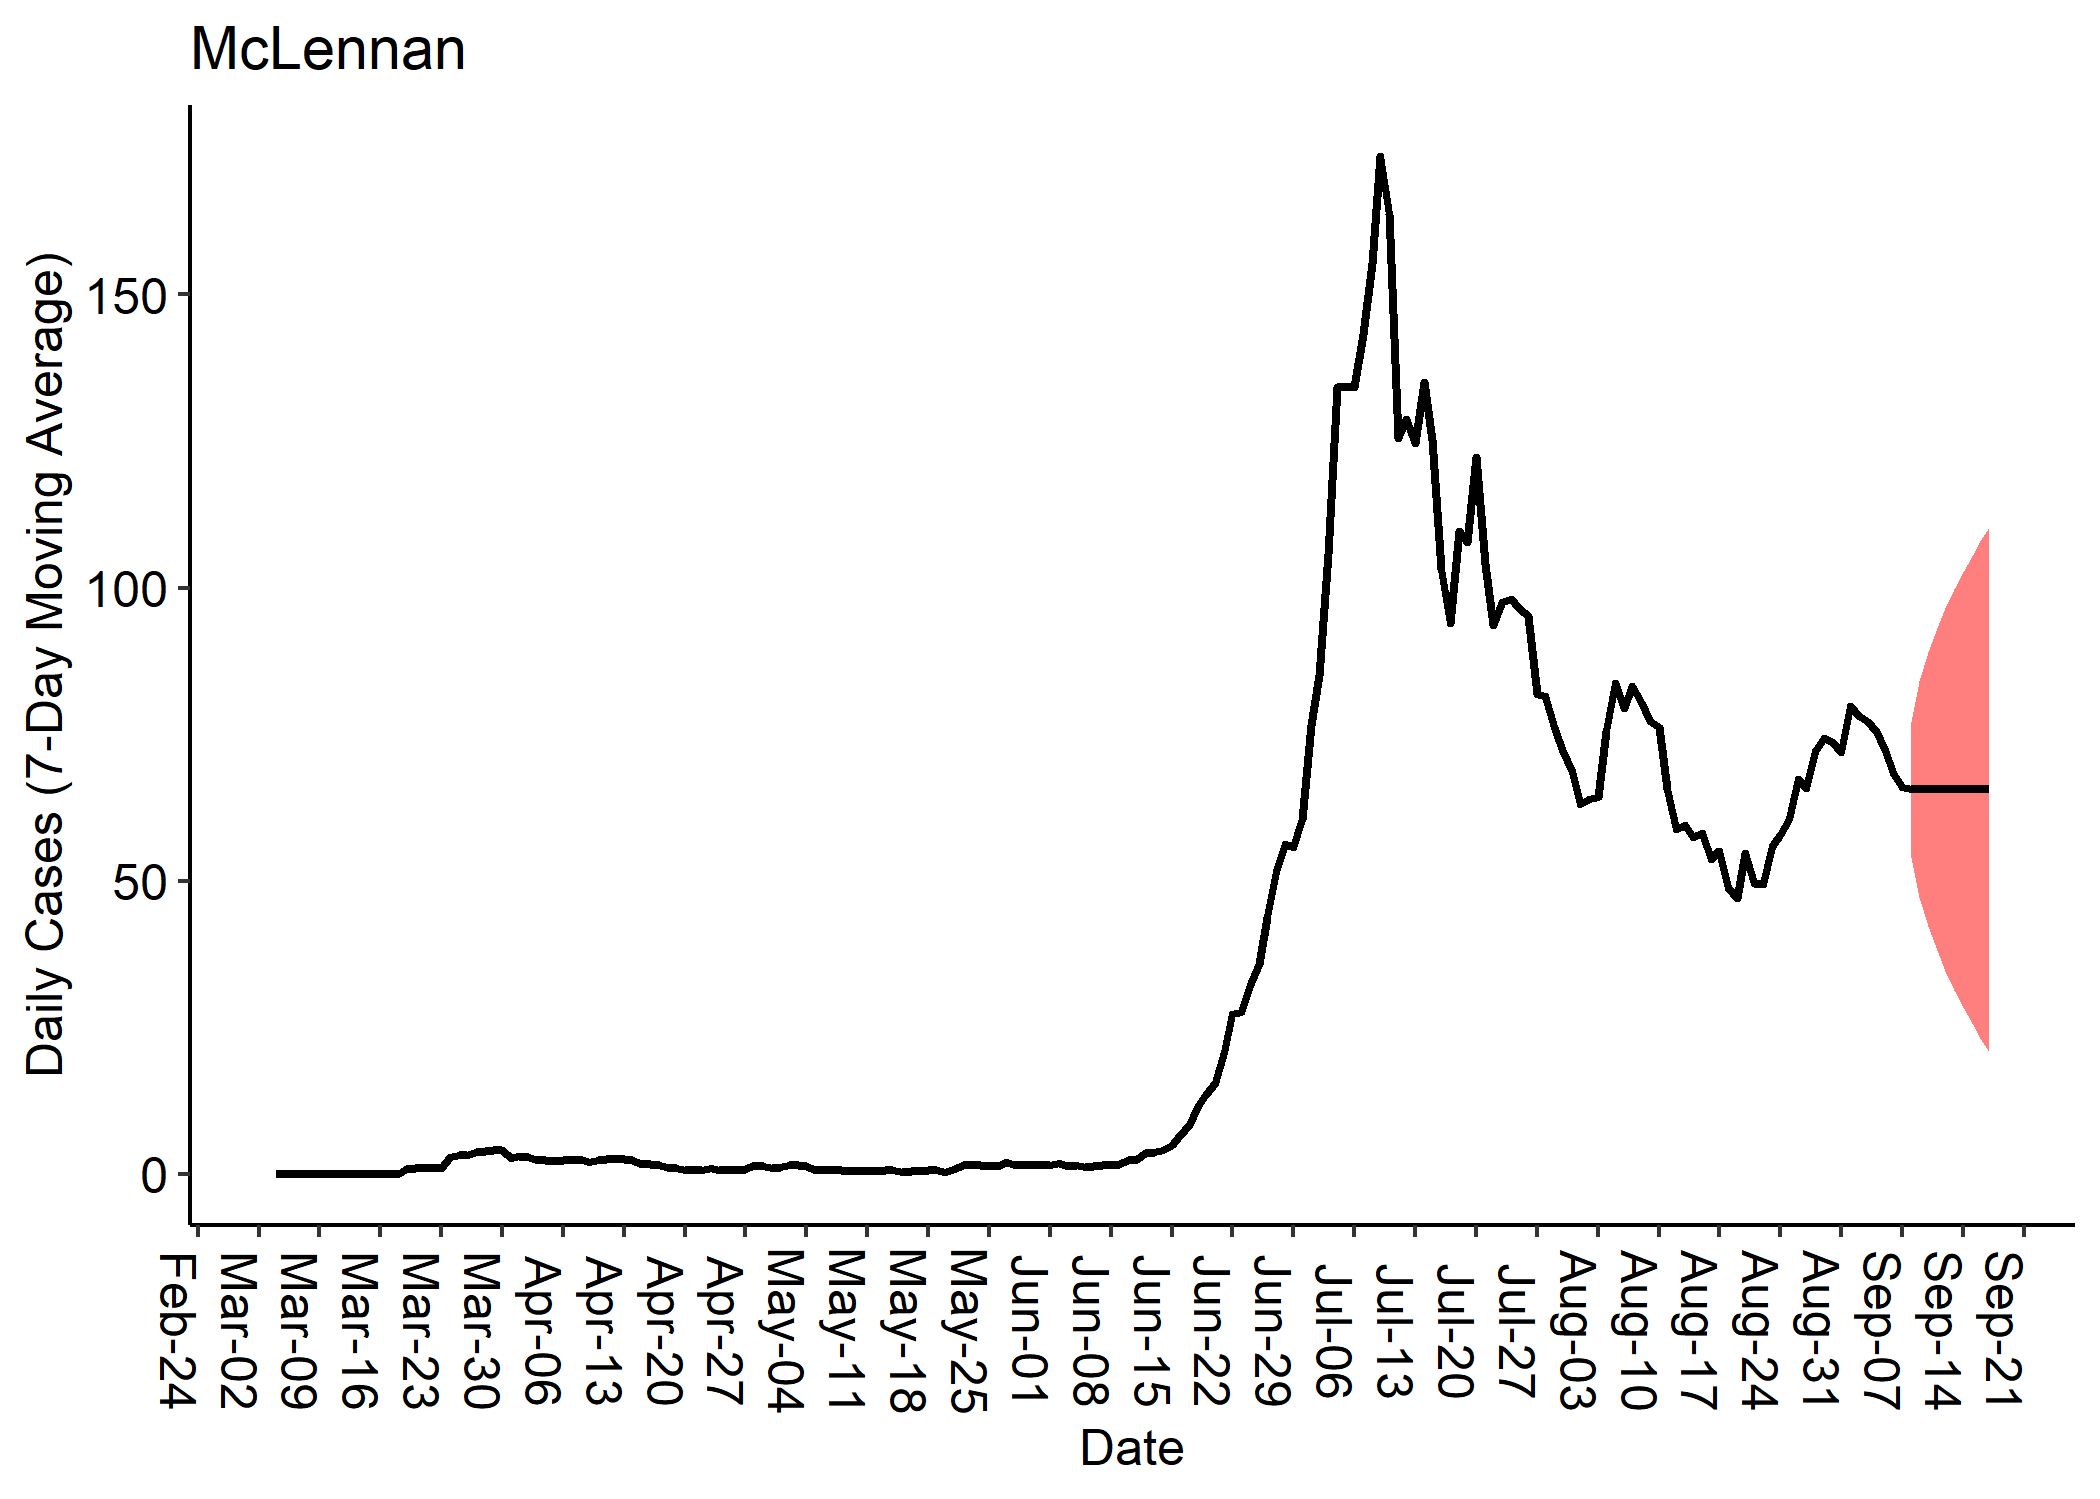 McLennan
Daily Cases (7-Day Moving Average)
150
100
50
0
Feb-24
Mar-02
Mar-09
Mar-16
Mar-23
Mar-30
Apr-06
Apr-13
Apr-20
Apr-27
May-04
May-11
May-18
May-25
Jun-01
Jun-08
Jun-15
Jun-22
Jun-29
Jul-06
Jul-13
Jul-20
Jul-27
Aug-03
Aug-10
Aug-17
Aug-24
Aug-31
Sep-07
Sep-14
Sep-21
Date